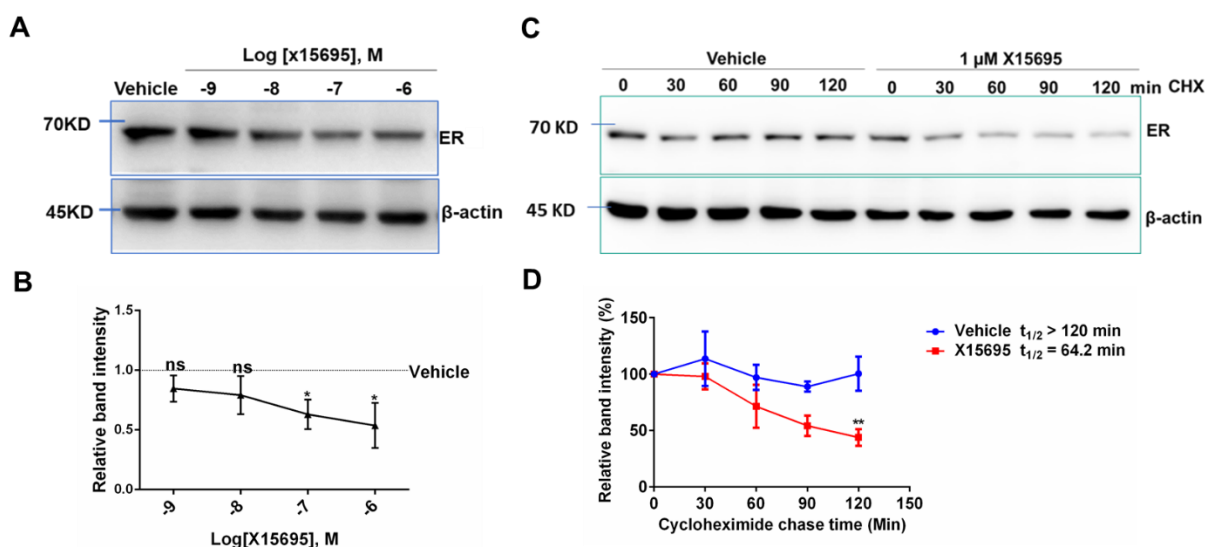 A
Log [x15695], M
Vehicle -9 -8 -7 -6
70KD
ER
45KD
β-actin
B
Relative band intensity
1.5
1.0
0.5
0.0
ns ns * *
Vehicle
-9 -8 -7 -6
Log[X15695], M
C
Vehicle 1 µM X15695
0 30 60 90 120 0 30 60 90 120 min CHX
70 KD
ER
45 KD
β-actin
D
Relative band intensity (%)
150
100
50
0
**
0 30 60 90 120 150
Cycloheximide chase time (Min)
Vehicle t1/2 > 120 min
X15695 t1/2 = 64.2 min